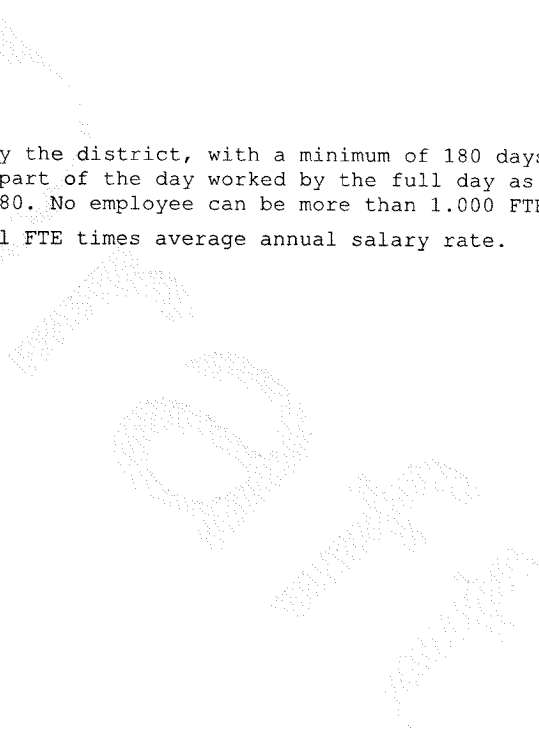 y the district, with a minimum of 180 days
part of the day worked by the full day as
80. No employee can be more than 1.000 FTE
l FTE times average annual salary rate.